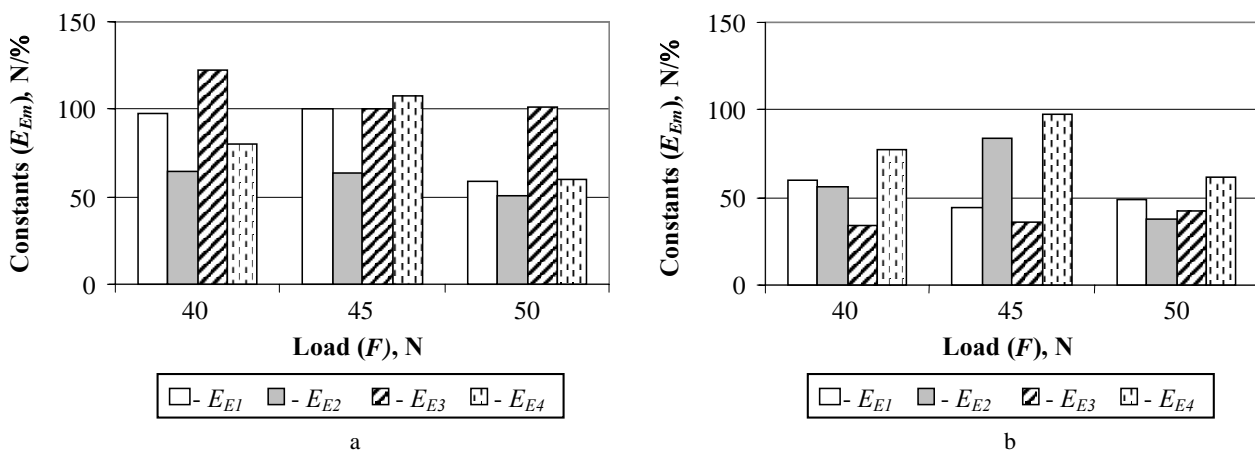 Constants (E_Em), N/%
150
100
50
0
40 45 50
Load (F), N
- E_E1 - E_E2 - E_E3 - E_E4
a
Constants (E_Em), N/%
150
100
50
0
40 45 50
Load (F), N
- E_E1 - E_E2 - E_E3 - E_E4
b